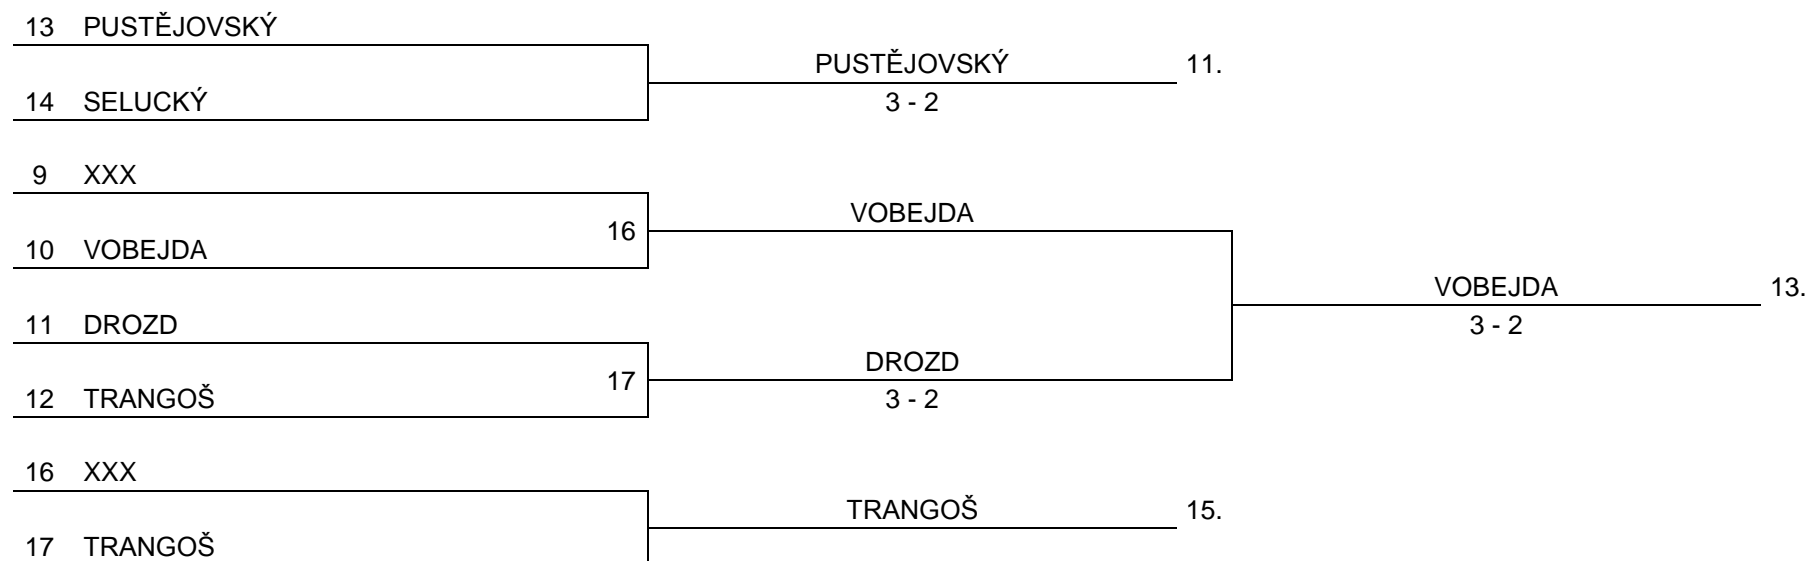 13 PUSTĚJOVSKÝ
PUSTĚJOVSKÝ 11.
14 SELUCKÝ 3 - 2
9 XXX
VOBEJDA
16
10 VOBEJDA
VOBEJDA 13.
11 DROZD 3 - 2
DROZD
17
12 TRANGOŠ 3 - 2
16 XXX
TRANGOŠ 15.
17 TRANGOŠ